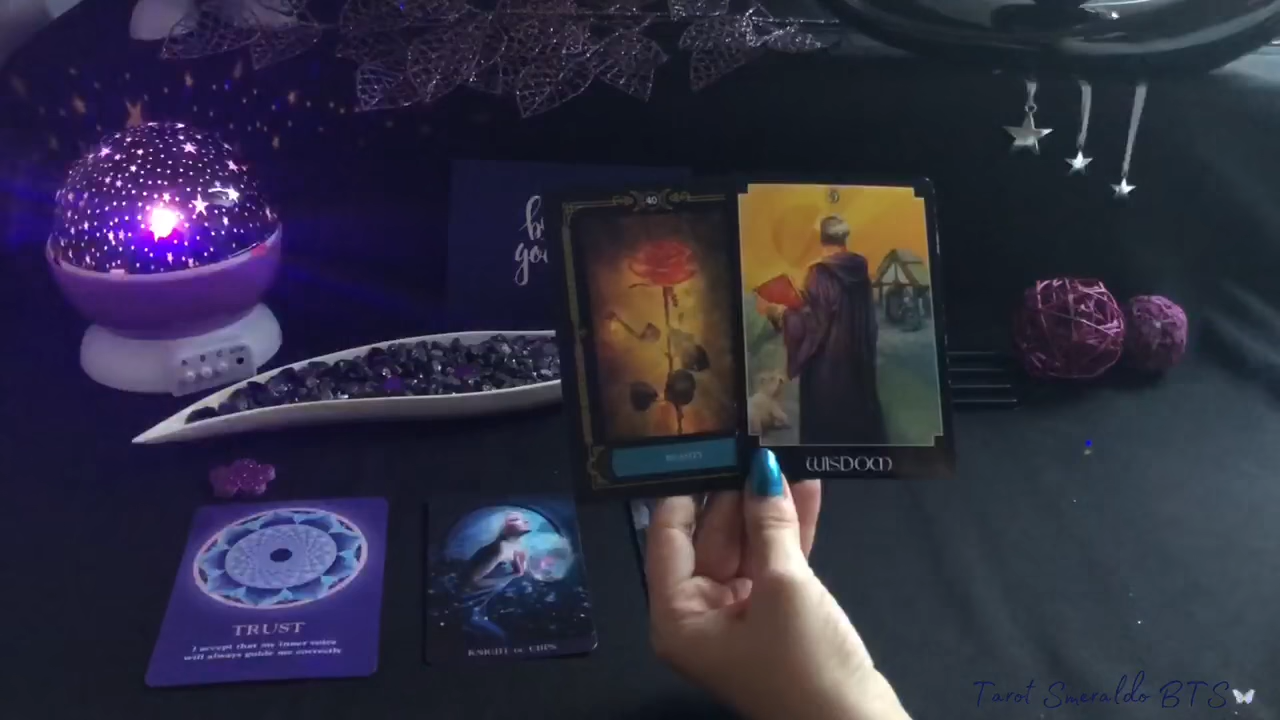 40
WISDOM
TRUST
I accept that my inner voice
will always guide me correctly
KNIGHT OF CUPS
Tarot Smeraldo BTS